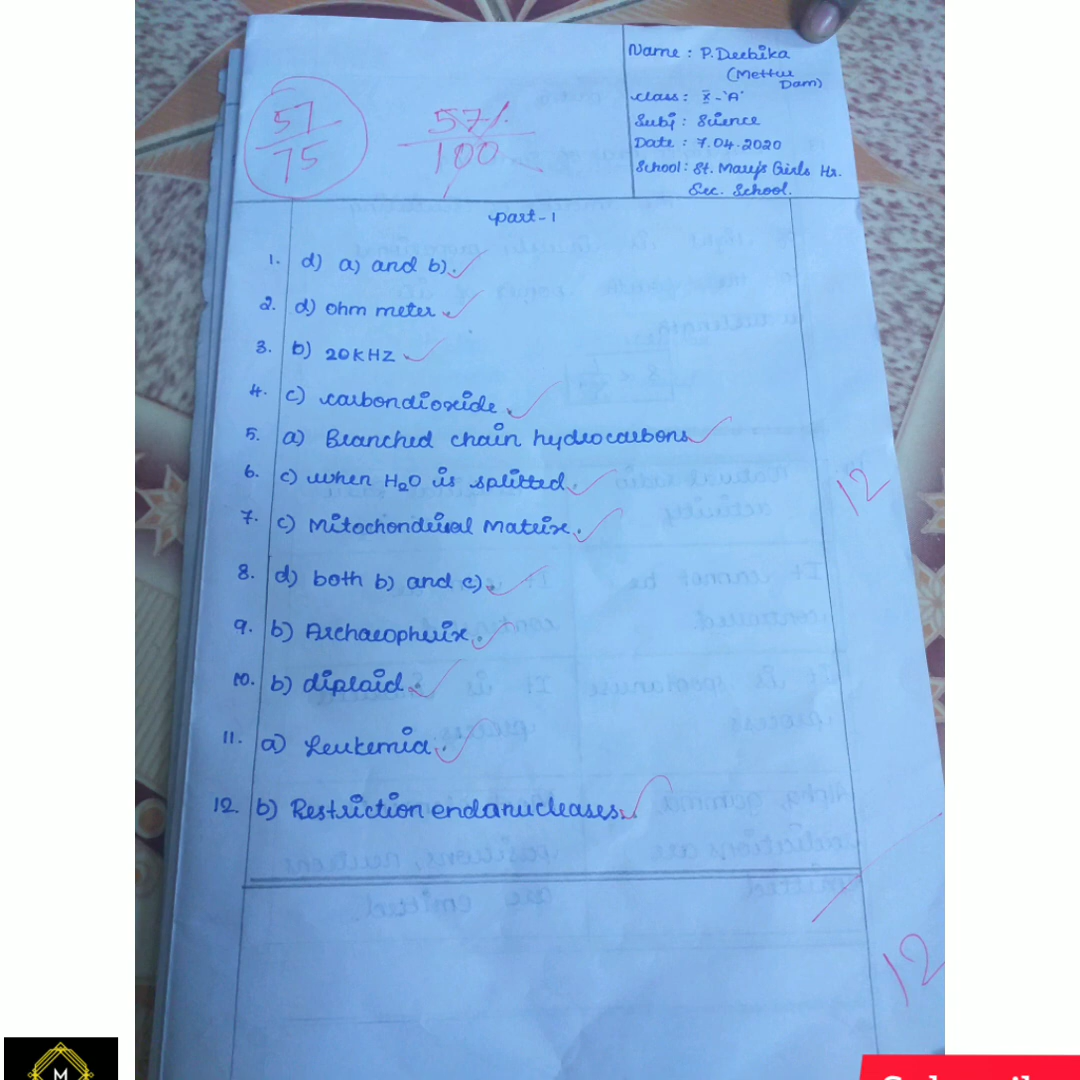 Name : P. Deebika
(Mettur
Dam)
class : X - 'A'
Subj : Science
Date : 7.04.2020
School : St. Mary's Girls Hr.
Sec. School.
57
75
57%
100
part - 1
1. d) a) and b).
2. d) ohm meter.
3. b) 20KHZ
4. c) carbondioxide.
5. a) Branched chain hydrocarbons
6. c) when H₂O is splitted.
7. c) Mitochondrial Matrix.
8. d) both b) and c).
9. b) Archaeopterix.
10. b) diploid.
11. a) Leukemia.
12. b) Restriction endonucleases.
12
12
M